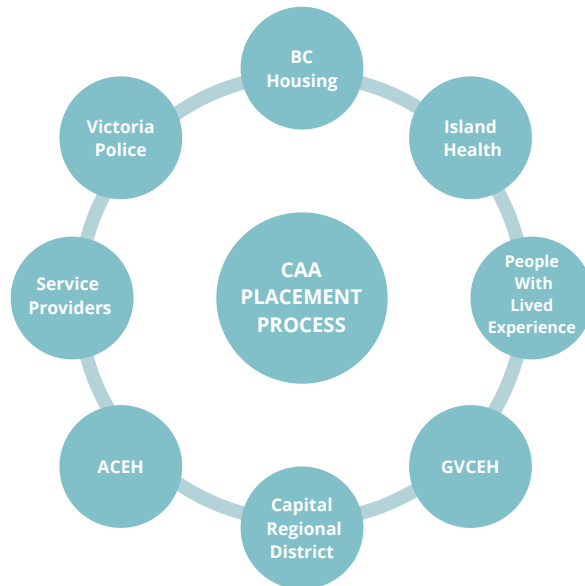 BC
Housing
Island
Health
People
With
Lived
Experience
GVCEH
Capital
Regional
District
ACEH
Service
Providers
Victoria
Police
CAA
PLACEMENT
PROCESS